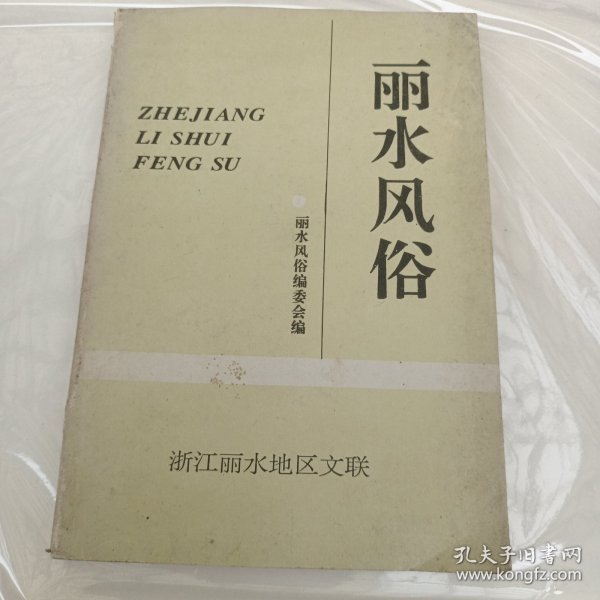 丽水风俗
ZHEJIANG
LI SHUI
FENG SU
丽水风俗编委会编
浙江丽水地区文联
孔夫子旧书网
www.kongfz.com